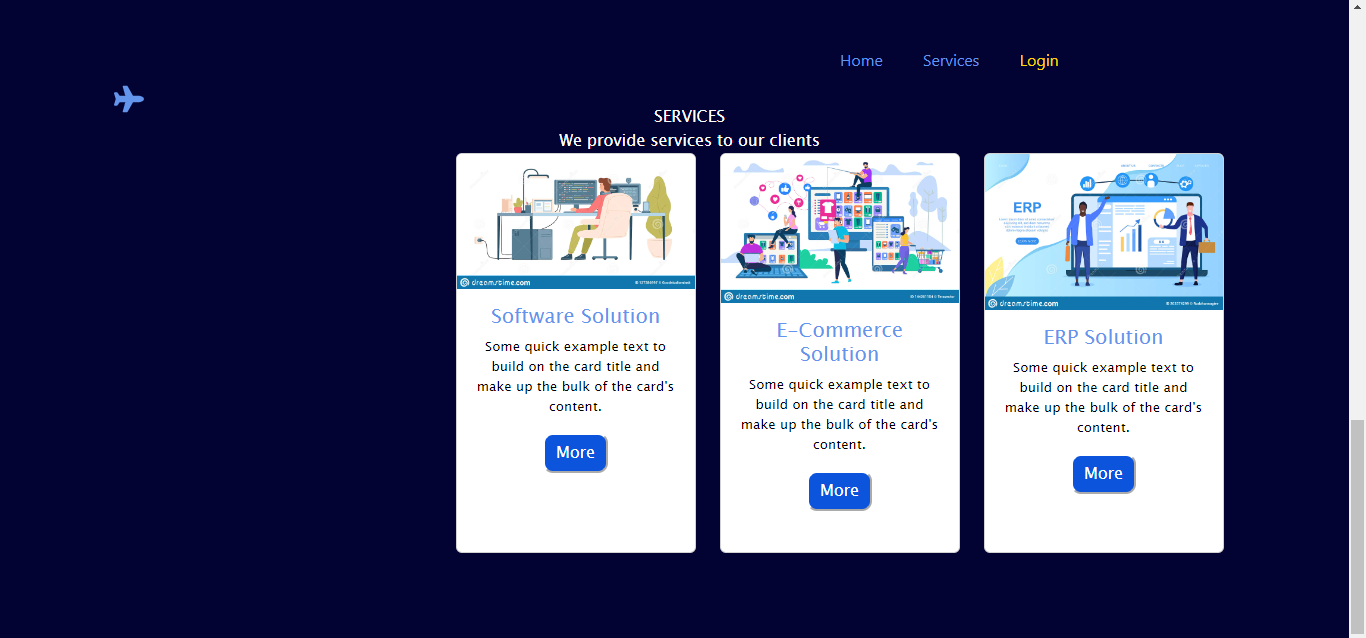 Home Services Login
SERVICES
We provide services to our clients
dreamstime.com
Software Solution
Some quick example text to
build on the card title and
make up the bulk of the card's
content.
More
dreamstime.com
E-Commerce
Solution
Some quick example text to
build on the card title and
make up the bulk of the card's
content.
More
ERP
dreamstime.com
ERP Solution
Some quick example text to
build on the card title and
make up the bulk of the card's
content.
More